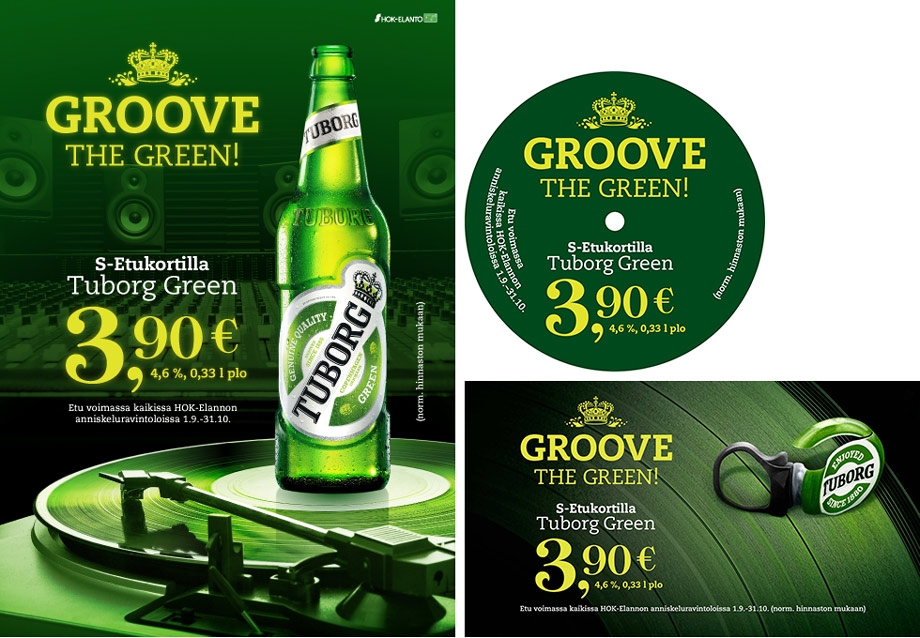 HOK-ELANTO
GROOVE
THE GREEN!
S-Etukortilla
Tuborg Green
3,90 €
4,6 %, 0,33 l plo
Etu voimassa kaikissa HOK-Elannon
anniskeluravintoloissa 1.9.-31.10.
(norm. hinnaston mukaan)
TUBORG
TUBORG
GENUINE QUALITY
TUBORG
GREEN
GROOVE
THE GREEN!
Etu voimassa
kaikissa HOK-Elannon
anniskeluravintoloissa 1.9.-31.10.
S-Etukortilla
Tuborg Green
3,90 €
4,6 %, 0,33 l plo
(norm. hinnaston mukaan)
GROOVE
THE GREEN!
S-Etukortilla
Tuborg Green
3,90 €
4,6 %, 0,33 l plo
ENJOYED
TUBORG
SINCE 1880
Etu voimassa kaikissa HOK-Elannon anniskeluravintoloissa 1.9.-31.10. (norm. hinnaston mukaan)